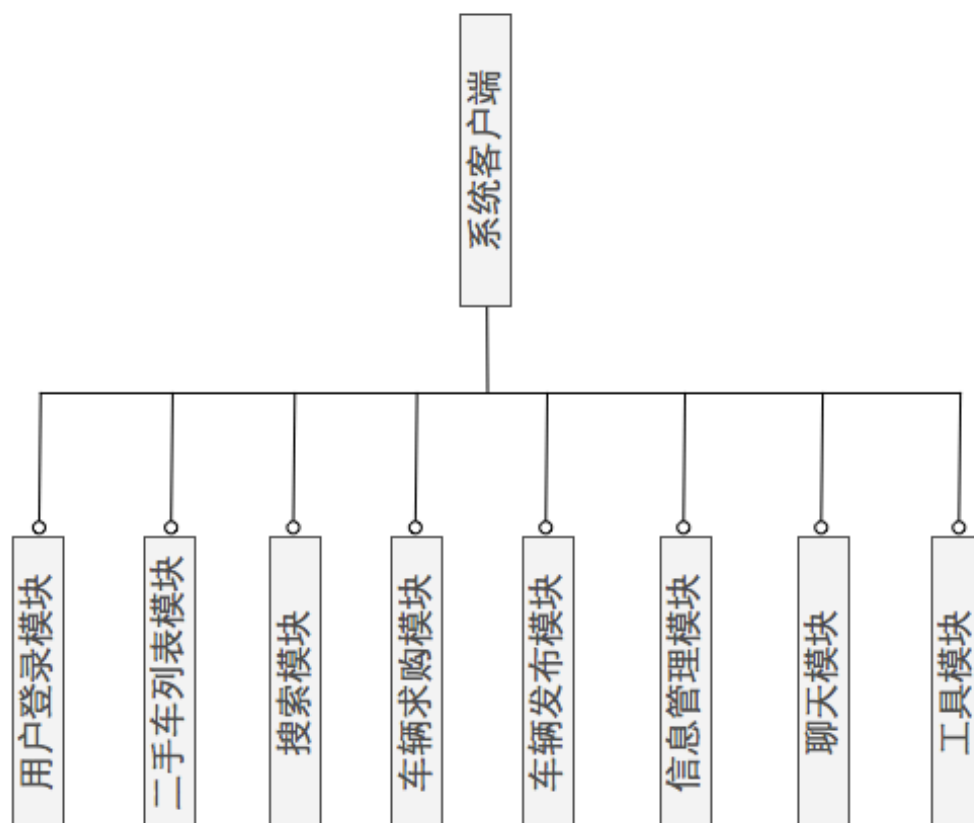 系统客户端
用户登录模块
二手车列表模块
搜索模块
车辆求购模块
车辆发布模块
信息管理模块
聊天模块
工具模块